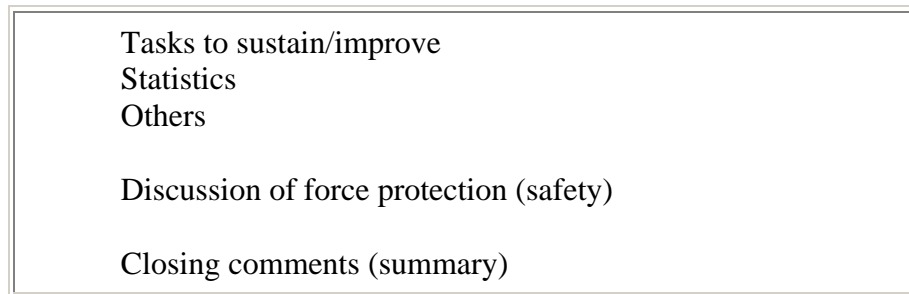 Tasks to sustain/improve
Statistics
Others
Discussion of force protection (safety)
Closing comments (summary)